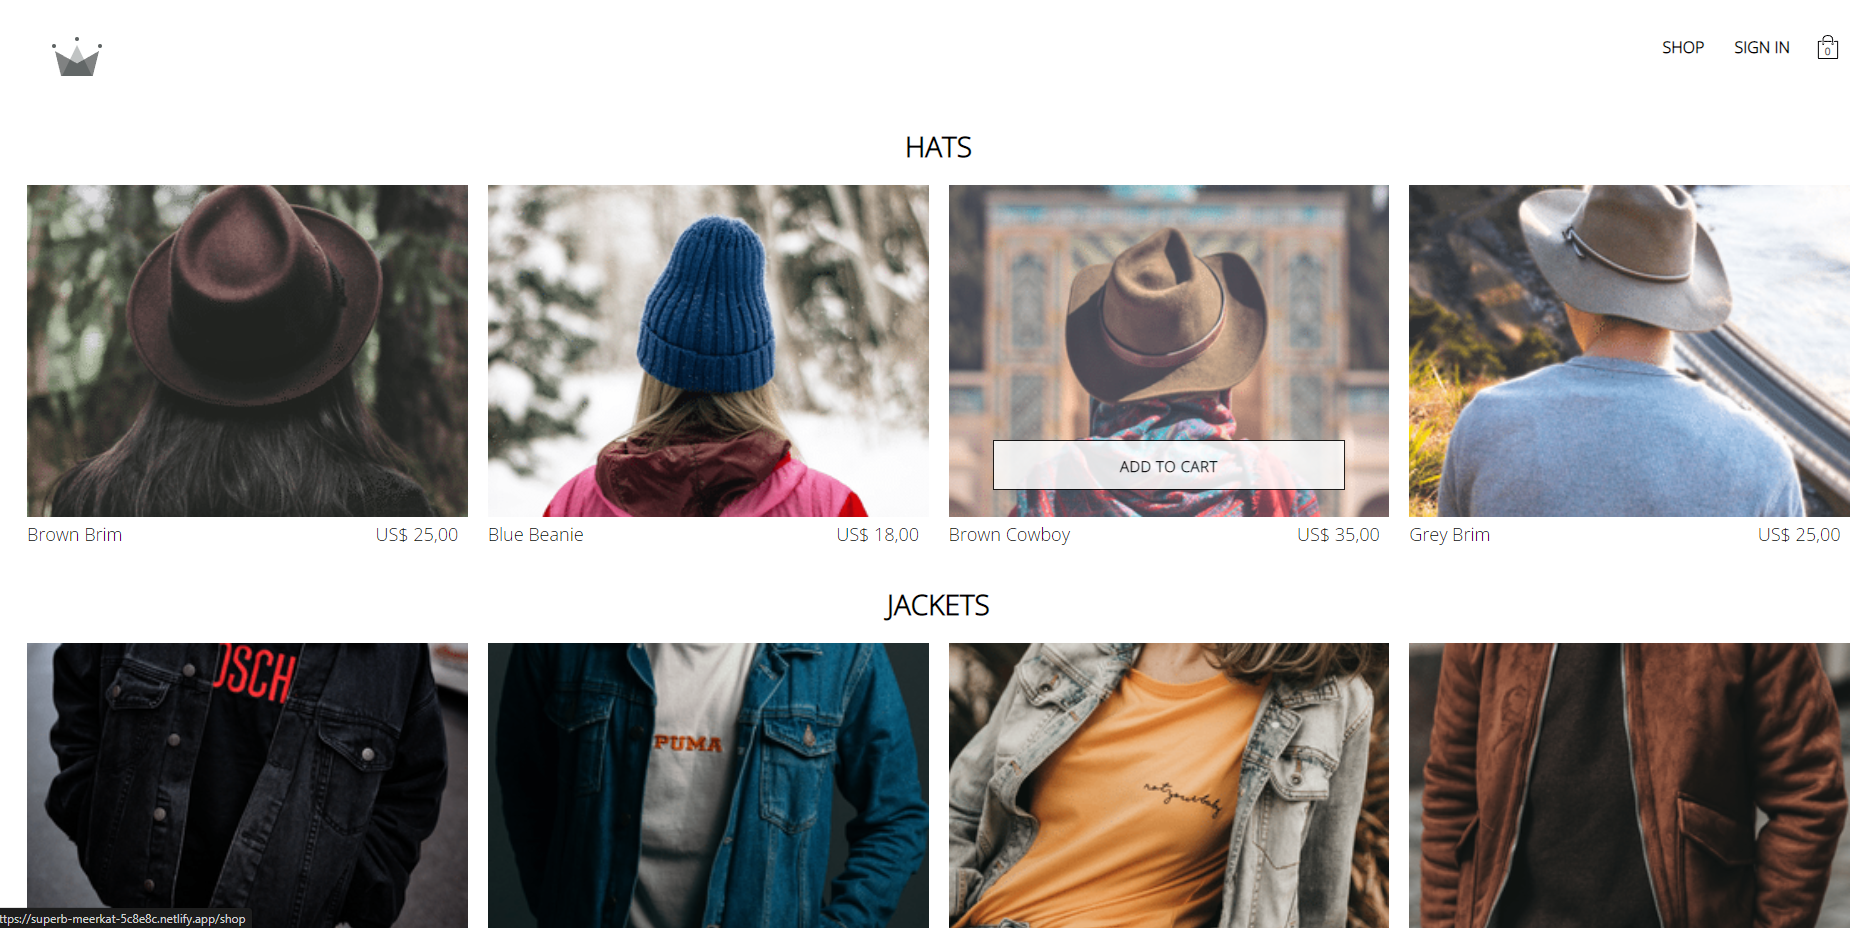 SHOP SIGN IN 0
HATS
ADD TO CART
Brown Brim US$ 25,00 Blue Beanie US$ 18,00 Brown Cowboy US$ 35,00 Grey Brim US$ 25,00
JACKETS
OSCH
PUMA
notyourbaby
ttps://superb-meerkat-5c8e8c.netlify.app/shop